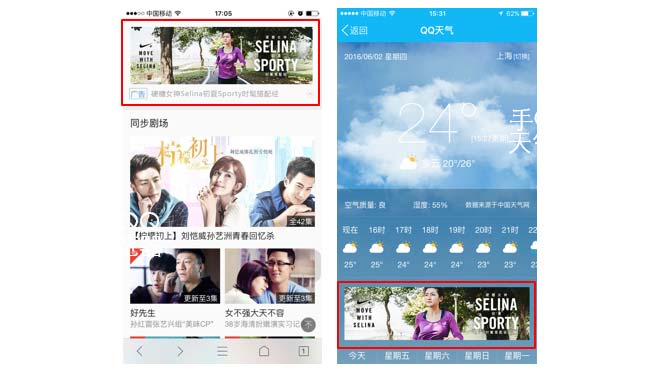 中国移动
17:05
MOVE
WITH
SELINA
SELINA
SPORTY
广告
硬糖女神Selina初夏Sporty时髦搭配经
同步剧场
柠檬初上
全42集
【柠檬初上】刘恺威孙艺洲青春回忆杀
更新至3集
更新至3集
好先生
女不强大天不容
孙红雷张艺兴组“美味CP”
38岁海清扮嫩演实习记
1
中国移动
15:31
62%
返回
QQ天气
2016/06/02 星期四
上海[切换]
24°
[15:27更新]
多云 20°/26°
空气质量: 良
湿度: 55%
数据来源于中国天气网
现在
16时
17时
18时
19时
20时
21时
22
25°
25°
24°
24°
23°
23°
22°
MOVE
WITH
SELINA
SELINA
SPORTY
今天
星期五
星期六
星期日
星期一